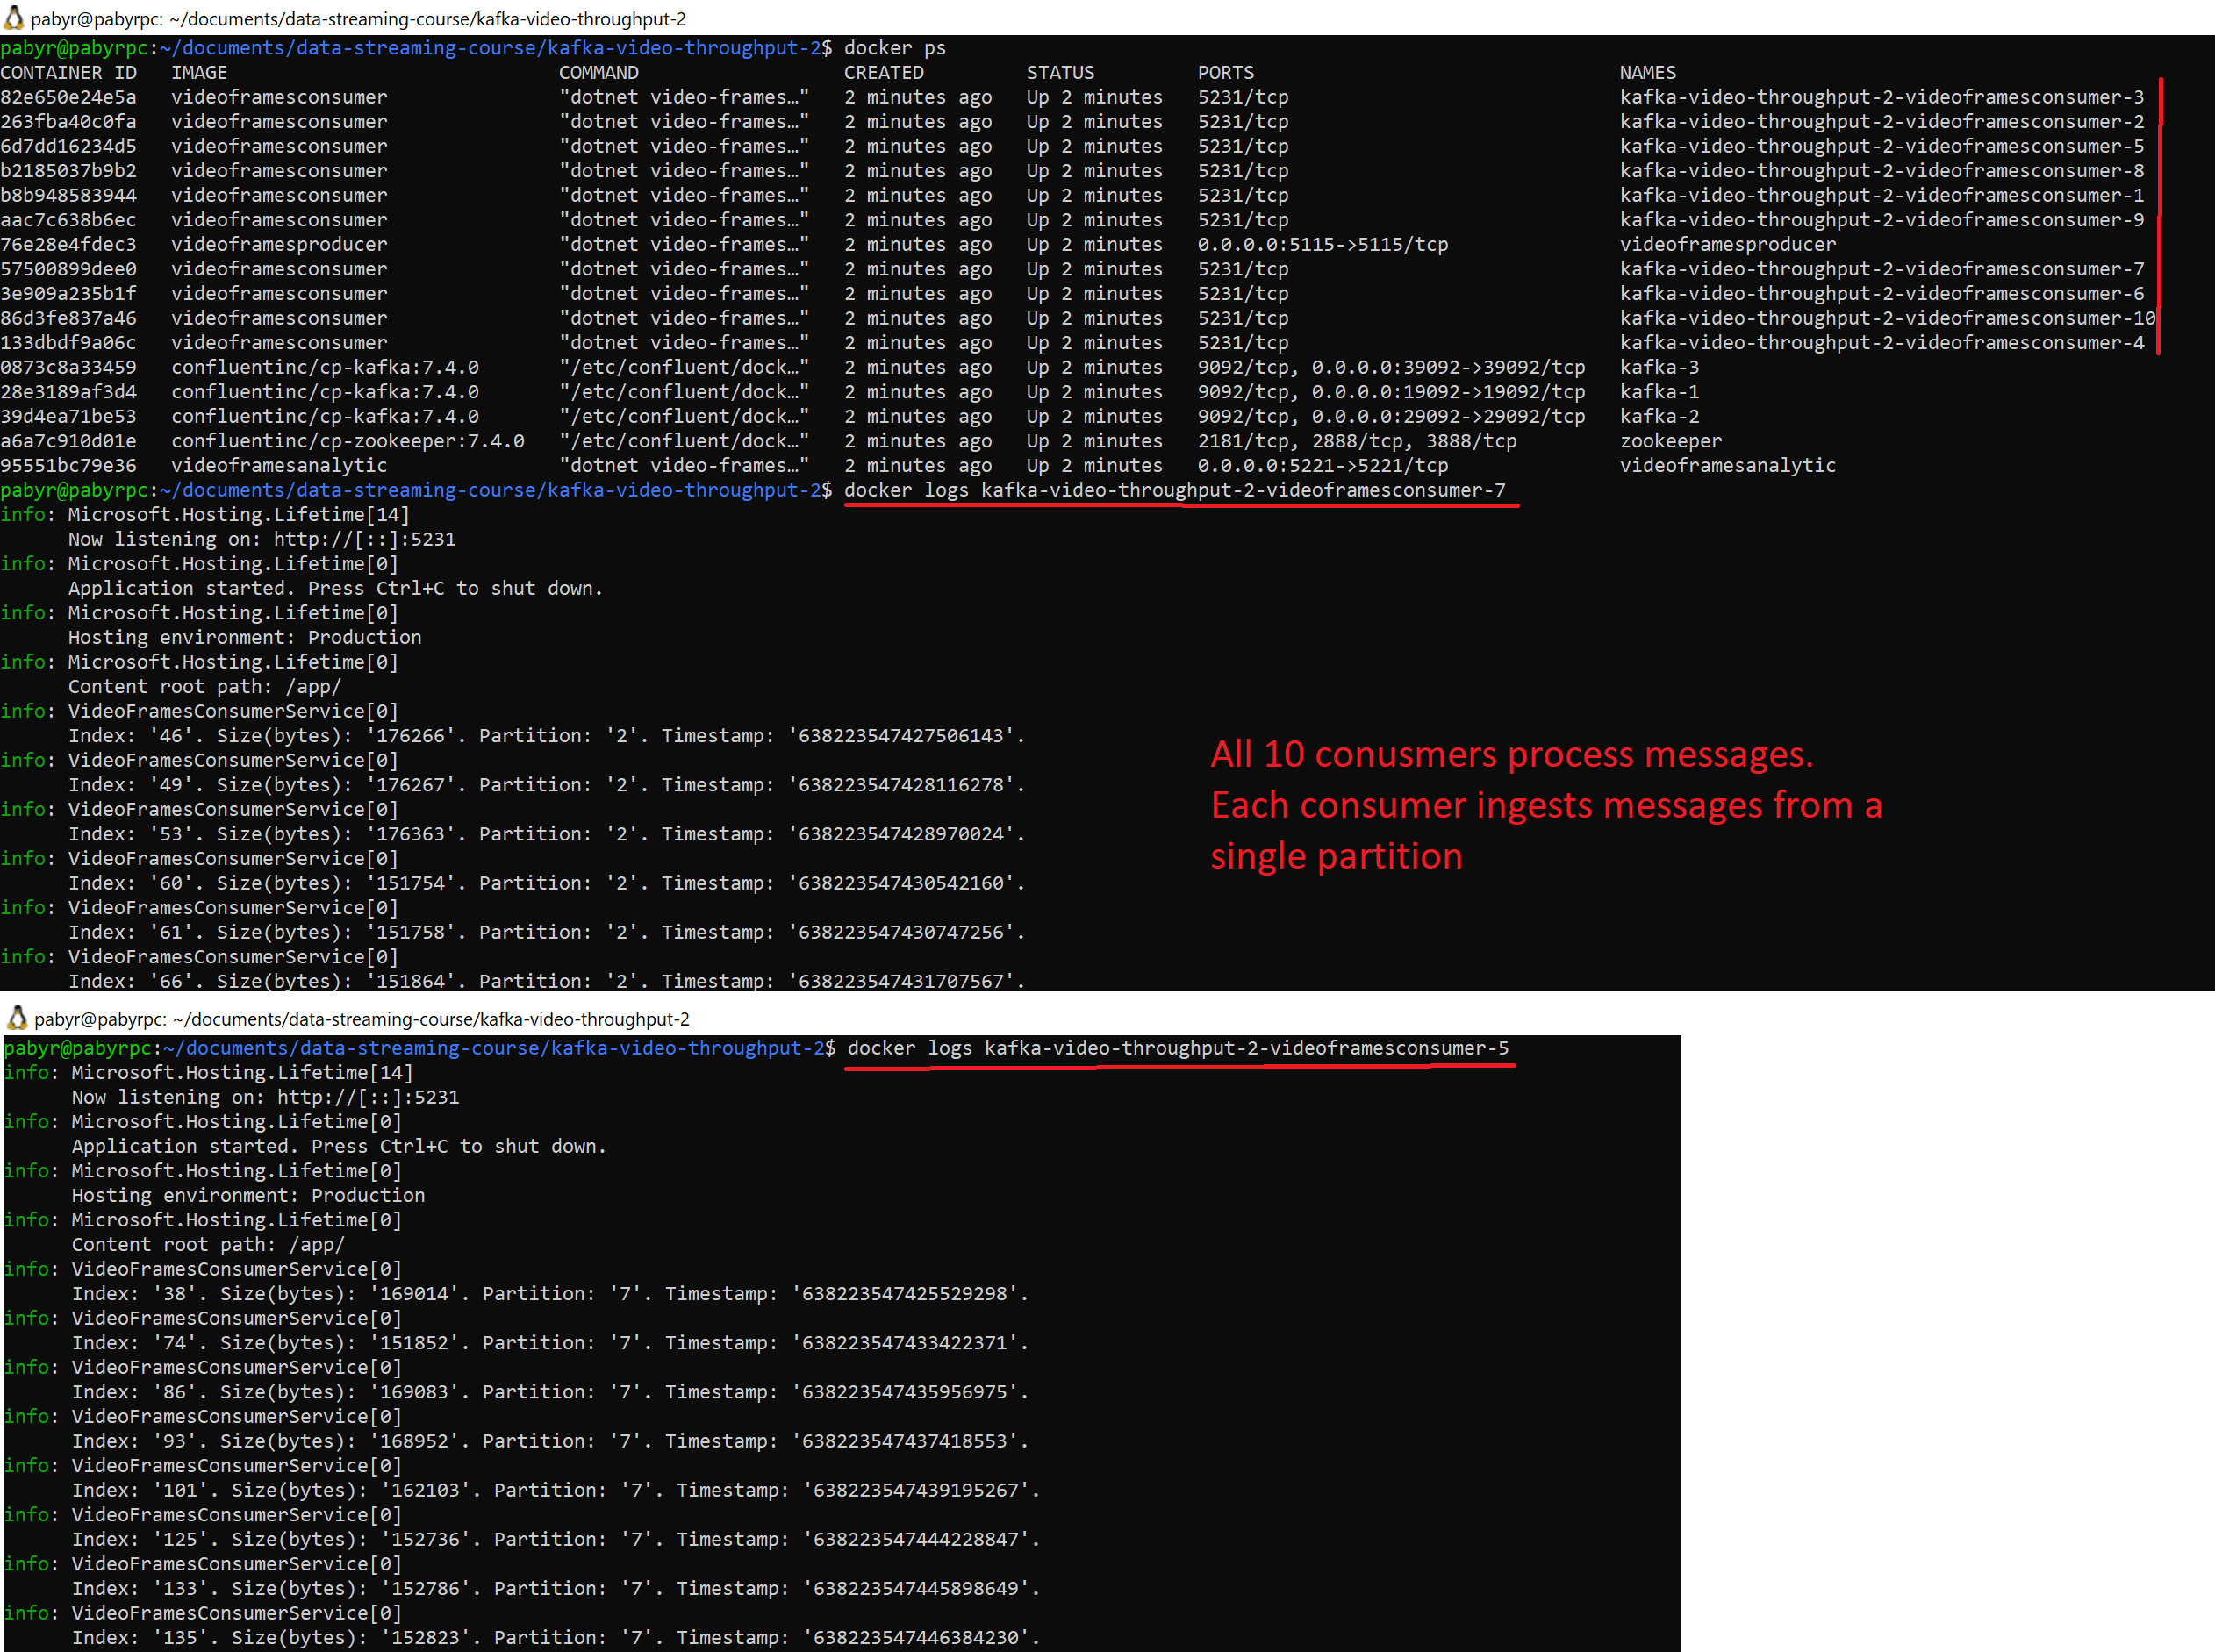 pabyr@pabyrpc: ~/documents/data-streaming-course/kafka-video-throughput-2
pabyr@pabyrpc:~/documents/data-streaming-course/kafka-video-throughput-2$ docker ps
CONTAINER ID IMAGE COMMAND CREATED STATUS PORTS NAMES
82e650e24e5a videoframesconsumer "dotnet video-frames…" 2 minutes ago Up 2 minutes 5231/tcp kafka-video-throughput-2-videoframesconsumer-3
263fba40c0fa videoframesconsumer "dotnet video-frames…" 2 minutes ago Up 2 minutes 5231/tcp kafka-video-throughput-2-videoframesconsumer-2
6d7dd16234d5 videoframesconsumer "dotnet video-frames…" 2 minutes ago Up 2 minutes 5231/tcp kafka-video-throughput-2-videoframesconsumer-5
b2185037b9b2 videoframesconsumer "dotnet video-frames…" 2 minutes ago Up 2 minutes 5231/tcp kafka-video-throughput-2-videoframesconsumer-8
b8b948583944 videoframesconsumer "dotnet video-frames…" 2 minutes ago Up 2 minutes 5231/tcp kafka-video-throughput-2-videoframesconsumer-1
aac7c638b6ec videoframesconsumer "dotnet video-frames…" 2 minutes ago Up 2 minutes 5231/tcp kafka-video-throughput-2-videoframesconsumer-9
76e28e4fdec3 videoframesproducer "dotnet video-frames…" 2 minutes ago Up 2 minutes 0.0.0.0:5115->5115/tcp videoframesproducer
57500899dee0 videoframesconsumer "dotnet video-frames…" 2 minutes ago Up 2 minutes 5231/tcp kafka-video-throughput-2-videoframesconsumer-7
3e909a235b1f videoframesconsumer "dotnet video-frames…" 2 minutes ago Up 2 minutes 5231/tcp kafka-video-throughput-2-videoframesconsumer-6
86d3fe837a46 videoframesconsumer "dotnet video-frames…" 2 minutes ago Up 2 minutes 5231/tcp kafka-video-throughput-2-videoframesconsumer-10
133dbdf9a06c videoframesconsumer "dotnet video-frames…" 2 minutes ago Up 2 minutes 5231/tcp kafka-video-throughput-2-videoframesconsumer-4
0873c8a33459 confluentinc/cp-kafka:7.4.0 "/etc/confluent/dock…" 2 minutes ago Up 2 minutes 9092/tcp, 0.0.0.0:39092->39092/tcp kafka-3
28e3189af3d4 confluentinc/cp-kafka:7.4.0 "/etc/confluent/dock…" 2 minutes ago Up 2 minutes 9092/tcp, 0.0.0.0:19092->19092/tcp kafka-1
39d4ea71be53 confluentinc/cp-kafka:7.4.0 "/etc/confluent/dock…" 2 minutes ago Up 2 minutes 9092/tcp, 0.0.0.0:29092->29092/tcp kafka-2
a6a7c910d01e confluentinc/cp-zookeeper:7.4.0 "/etc/confluent/dock…" 2 minutes ago Up 2 minutes 2181/tcp, 2888/tcp, 3888/tcp zookeeper
95551bc79e36 videoframesanalytic "dotnet video-frames…" 2 minutes ago Up 2 minutes 0.0.0.0:5221->5221/tcp videoframesanalytic
pabyr@pabyrpc:~/documents/data-streaming-course/kafka-video-throughput-2$ docker logs kafka-video-throughput-2-videoframesconsumer-7
info: Microsoft.Hosting.Lifetime[14]
Now listening on: http://[::]:5231
info: Microsoft.Hosting.Lifetime[0]
Application started. Press Ctrl+C to shut down.
info: Microsoft.Hosting.Lifetime[0]
Hosting environment: Production
info: Microsoft.Hosting.Lifetime[0]
Content root path: /app/
info: VideoFramesConsumerService[0]
Index: '46'. Size(bytes): '176266'. Partition: '2'. Timestamp: '638223547427506143'.
info: VideoFramesConsumerService[0]
Index: '49'. Size(bytes): '176267'. Partition: '2'. Timestamp: '638223547428116278'.
info: VideoFramesConsumerService[0]
Index: '53'. Size(bytes): '176363'. Partition: '2'. Timestamp: '638223547428970024'.
info: VideoFramesConsumerService[0]
Index: '60'. Size(bytes): '151754'. Partition: '2'. Timestamp: '638223547430542160'.
info: VideoFramesConsumerService[0]
Index: '61'. Size(bytes): '151758'. Partition: '2'. Timestamp: '638223547430747256'.
info: VideoFramesConsumerService[0]
Index: '66'. Size(bytes): '151864'. Partition: '2'. Timestamp: '638223547431707567'.
All 10 conusmers process messages.
Each consumer ingests messages from a
single partition
pabyr@pabyrpc: ~/documents/data-streaming-course/kafka-video-throughput-2
pabyr@pabyrpc:~/documents/data-streaming-course/kafka-video-throughput-2$ docker logs kafka-video-throughput-2-videoframesconsumer-5
info: Microsoft.Hosting.Lifetime[14]
Now listening on: http://[::]:5231
info: Microsoft.Hosting.Lifetime[0]
Application started. Press Ctrl+C to shut down.
info: Microsoft.Hosting.Lifetime[0]
Hosting environment: Production
info: Microsoft.Hosting.Lifetime[0]
Content root path: /app/
info: VideoFramesConsumerService[0]
Index: '38'. Size(bytes): '169014'. Partition: '7'. Timestamp: '638223547425529298'.
info: VideoFramesConsumerService[0]
Index: '74'. Size(bytes): '151852'. Partition: '7'. Timestamp: '638223547433422371'.
info: VideoFramesConsumerService[0]
Index: '86'. Size(bytes): '169083'. Partition: '7'. Timestamp: '638223547435956975'.
info: VideoFramesConsumerService[0]
Index: '93'. Size(bytes): '168952'. Partition: '7'. Timestamp: '638223547437418553'.
info: VideoFramesConsumerService[0]
Index: '101'. Size(bytes): '162103'. Partition: '7'. Timestamp: '638223547439195267'.
info: VideoFramesConsumerService[0]
Index: '125'. Size(bytes): '152736'. Partition: '7'. Timestamp: '638223547444228847'.
info: VideoFramesConsumerService[0]
Index: '133'. Size(bytes): '152786'. Partition: '7'. Timestamp: '638223547445898649'.
info: VideoFramesConsumerService[0]
Index: '135'. Size(bytes): '152823'. Partition: '7'. Timestamp: '638223547446384230'.